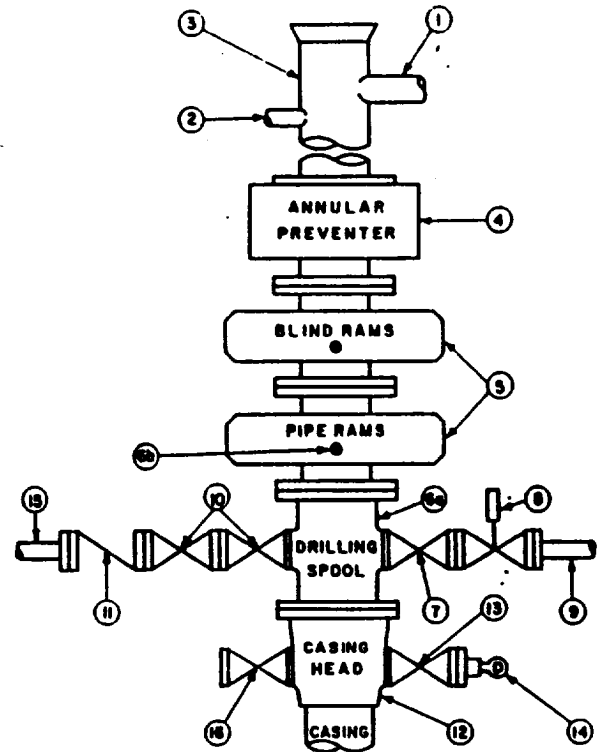 1
3
2
ANNULAR
PREVENTER
4
BLIND RAMS
5
PIPE RAMS
6b
15
10
6a
8
DRILLING
SPOOL
11
7
9
13
CASING
HEAD
16
12
14
CASING